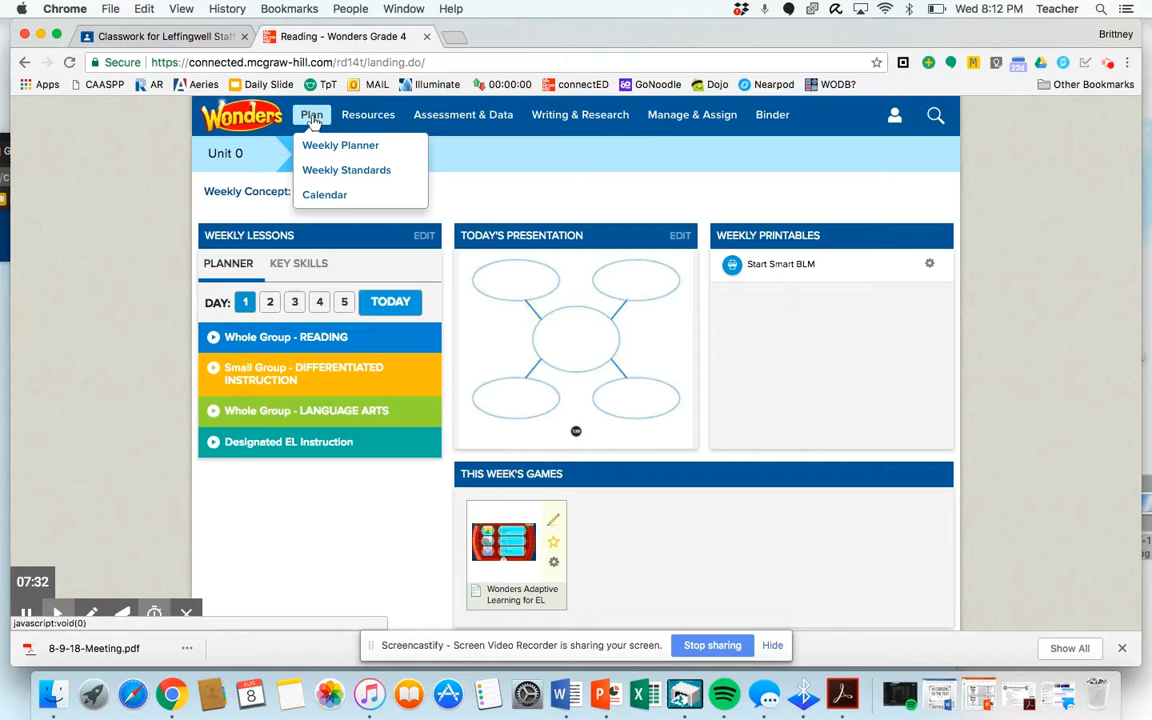 Chrome File Edit View History Bookmarks People Window Help Wed 8:12 PM Teacher
Classwork for Leffingwell Staff × Reading - Wonders Grade 4 × Brittney
Secure https://connected.mcgraw-hill.com/rd14t/landing.do/
Apps CAASPP AR Aeries Daily Slide TpT MAIL Illuminate 00:00:00 connectED GoNoodle Dojo Nearpod WODB? Other Bookmarks
22d
Wonders Plan Resources Assessment & Data Writing & Research Manage & Assign Binder
Weekly Planner
Unit 0
Weekly Standards
Weekly Concept:
Calendar
WEEKLY LESSONS EDIT TODAY'S PRESENTATION EDIT WEEKLY PRINTABLES
PLANNER KEY SKILLS Start Smart BLM
DAY: 1 2 3 4 5 TODAY
Whole Group - READING
Small Group - DIFFERENTIATED
INSTRUCTION
Whole Group - LANGUAGE ARTS
Designated EL Instruction
THIS WEEK'S GAMES
Wonders Adaptive
Learning for EL
07:32
javascript:void(0)
8-9-18-Meeting.pdf Screencastify - Screen Video Recorder is sharing your screen. Stop sharing Hide Show All
AUG
8